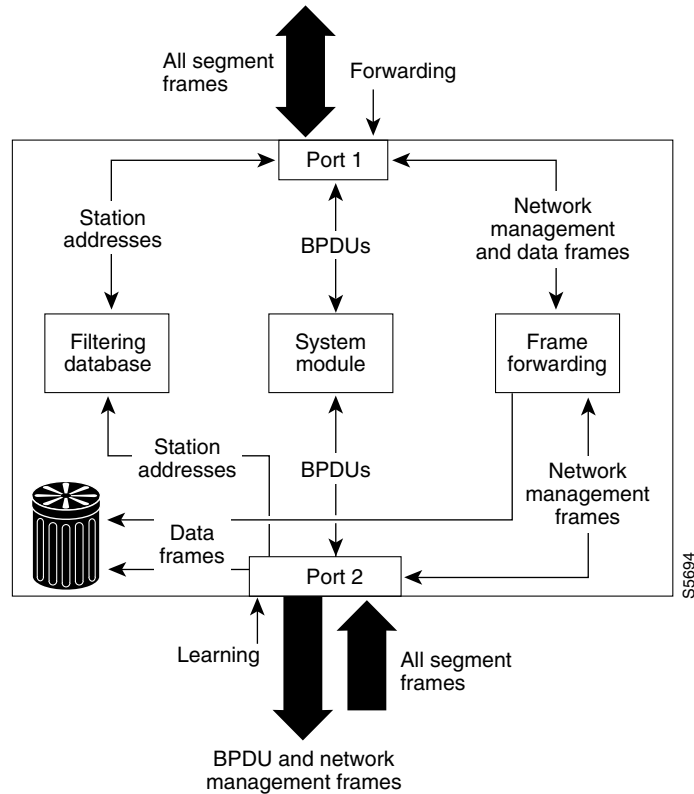 All segment
frames
Forwarding
Port 1
Station
addresses
BPDUs
Network
management
and data frames
Filtering
database
System
module
Frame
forwarding
Station
addresses
BPDUs
Network
management
frames
Data
frames
Port 2
S5694
Learning
All segment
frames
BPDU and network
management frames